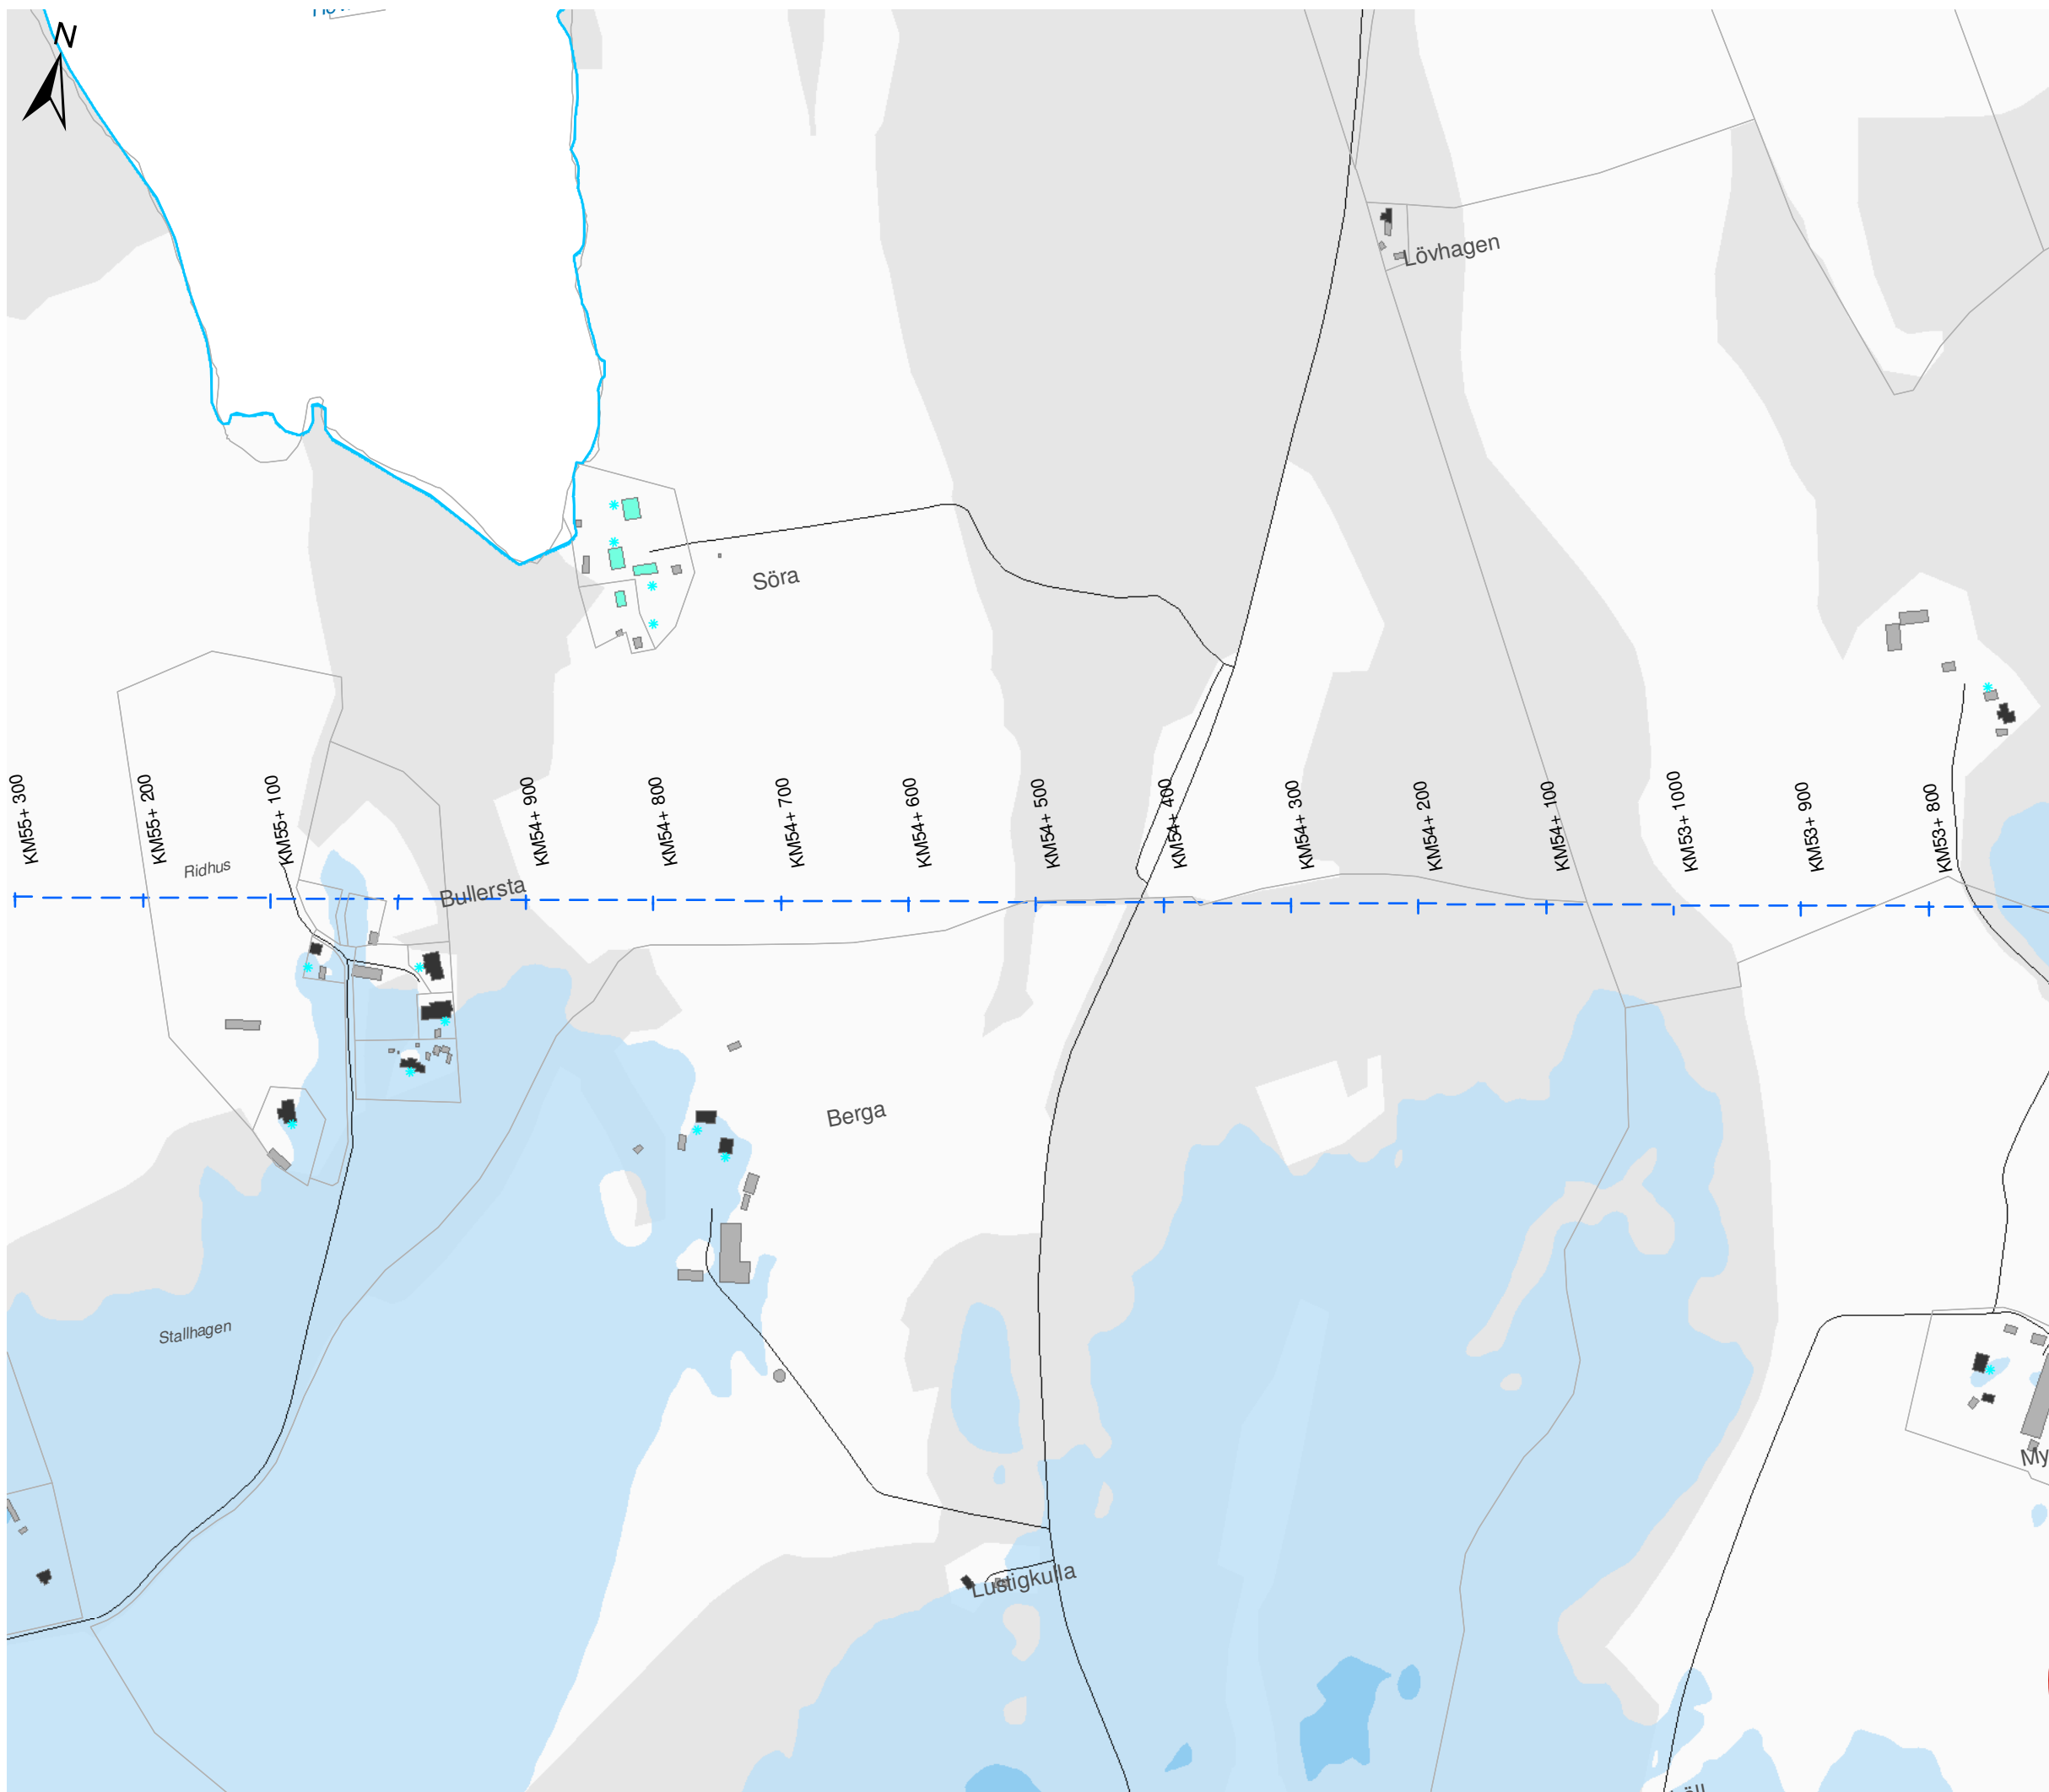 N
Lövhagen
Söra
KM55+ 300
KM55+ 200
KM55+ 100
KM54+ 900
KM54+ 800
KM54+ 700
KM54+ 600
KM54+ 500
KM54+ 400
KM54+ 300
KM54+ 200
KM54+ 100
KM53+ 1000
KM53+ 900
KM53+ 800
Ridhus
Bullersta
Berga
Stallhagen
My
Lustigkulla